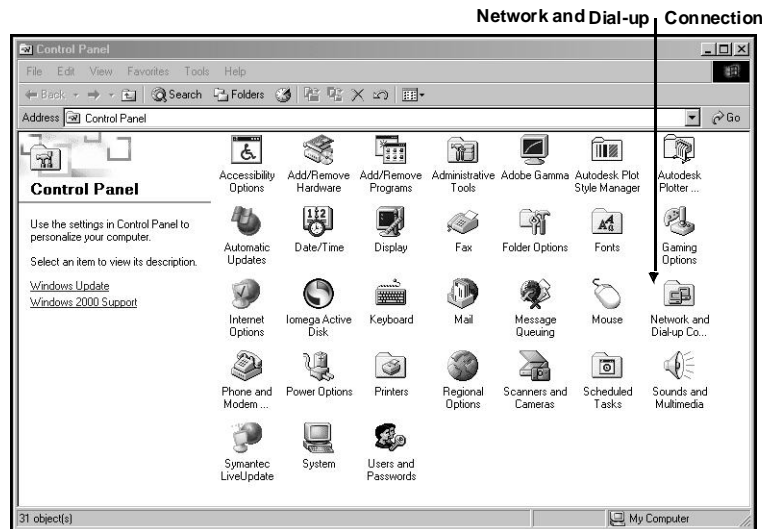 Network and Dial-up Connection
Control Panel
File Edit View Favorites Tools Help
Back Search Folders
Address Control Panel Go
Control Panel
Use the settings in Control Panel to
personalize your computer.
Select an item to view its description.
Windows Update
Windows 2000 Support
Accessibility Options
Add/Remove Hardware
Add/Remove Programs
Administrative Tools
Adobe Gamma
Autodesk Plot Style Manager
Autodesk Plotter ...
Automatic Updates
Date/Time
Display
Fax
Folder Options
Fonts
Gaming Options
Internet Options
Iomega Active Disk
Keyboard
Mail
Message Queuing
Mouse
Network and Dial-up Co...
Phone and Modem ...
Power Options
Printers
Regional Options
Scanners and Cameras
Scheduled Tasks
Sounds and Multimedia
Symantec LiveUpdate
System
Users and Passwords
31 object(s) My Computer